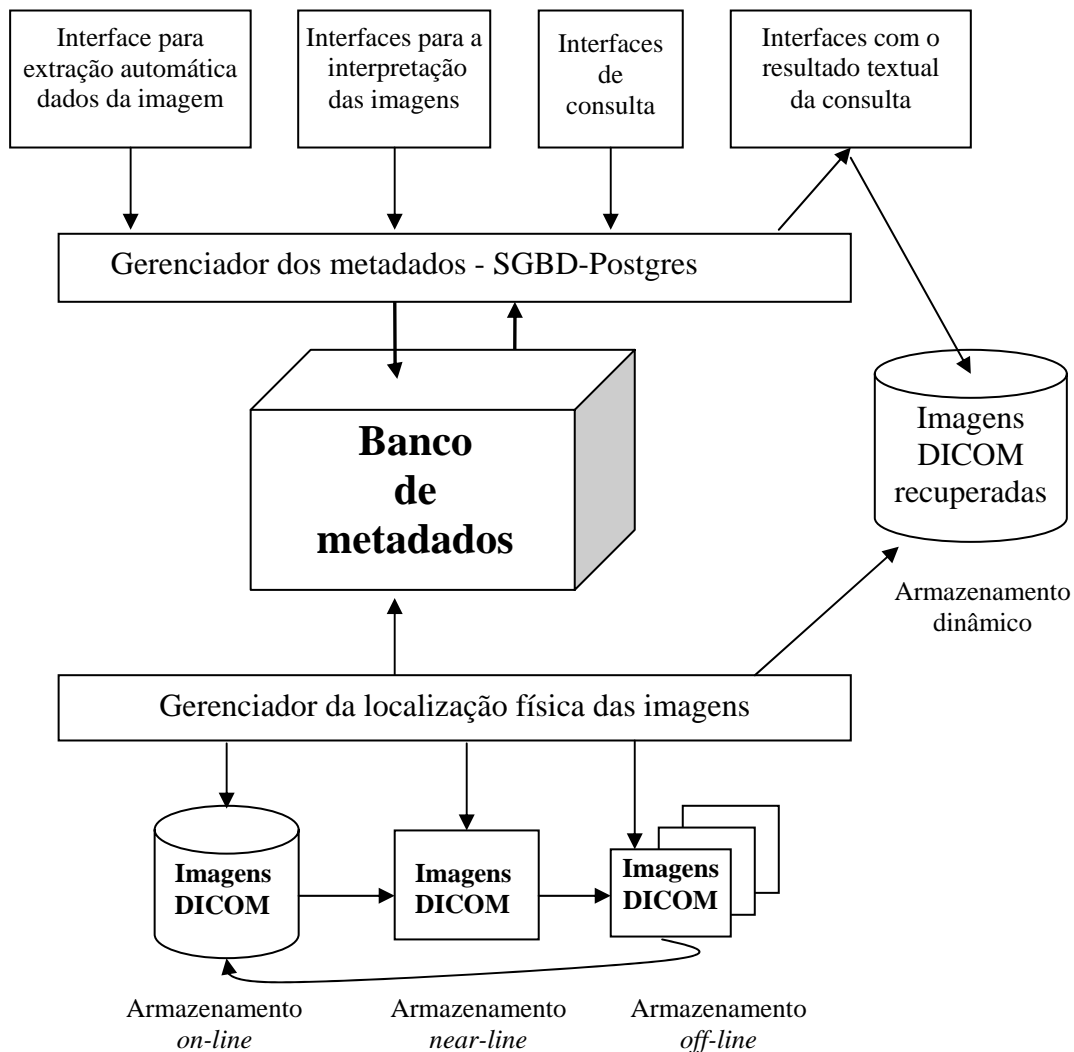 Interface para
extração automática
dados da imagem
Interfaces para a
interpretação
das imagens
Interfaces
de
consulta
Interfaces com o
resultado textual
da consulta
Gerenciador dos metadados - SGBD-Postgres
Banco
de
metadados
Imagens
DICOM
recuperadas
Armazenamento
dinâmico
Gerenciador da localização física das imagens
Imagens
DICOM
Imagens
DICOM
Imagens
DICOM
Armazenamento
on-line
Armazenamento
near-line
Armazenamento
off-line